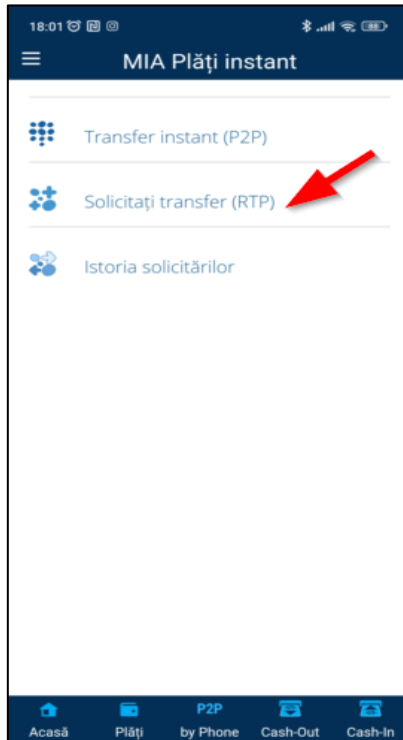 18:01
88
MIA Plăți instant
Transfer instant (P2P)
Solicitați transfer (RTP)
Istoria solicitărilor
P2P
Acasă Plăți by Phone Cash-Out Cash-In